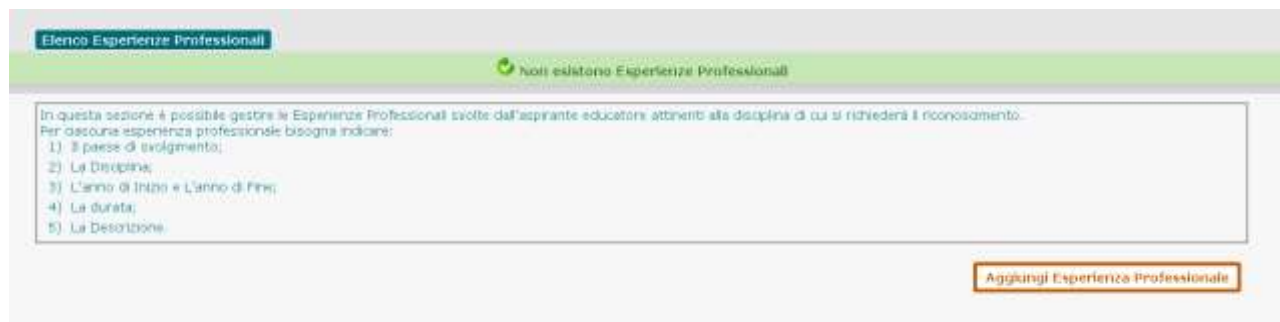 Elenco Esperienze Professionali
Non esistono Esperienze Professionali
In questa sezione è possibile gestire le Esperienze Professionali svolte dall'aspirante educatore attinenti alla disciplina di cui si richiederà il riconoscimento.
Per ciascuna esperienza professionale bisogna indicare:
1) Il paese di svolgimento;
2) La Disciplina;
3) L'anno di Inizio e L'anno di Fine;
4) La durata;
5) La Descrizione.
Aggiungi Esperienza Professionale